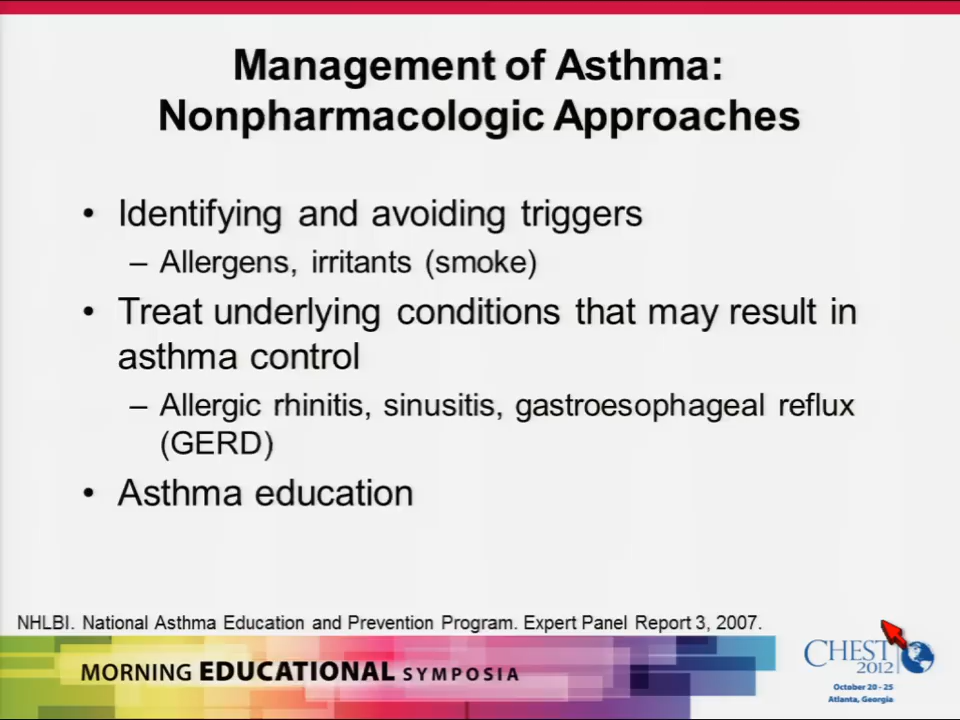 Management of Asthma:
Nonpharmacologic Approaches
• Identifying and avoiding triggers
– Allergens, irritants (smoke)
• Treat underlying conditions that may result in
asthma control
– Allergic rhinitis, sinusitis, gastroesophageal reflux
(GERD)
• Asthma education
NHLBI. National Asthma Education and Prevention Program. Expert Panel Report 3, 2007.
MORNING EDUCATIONAL SYMPOSIA
CHEST
2012
October 20 - 25
Atlanta, Georgia